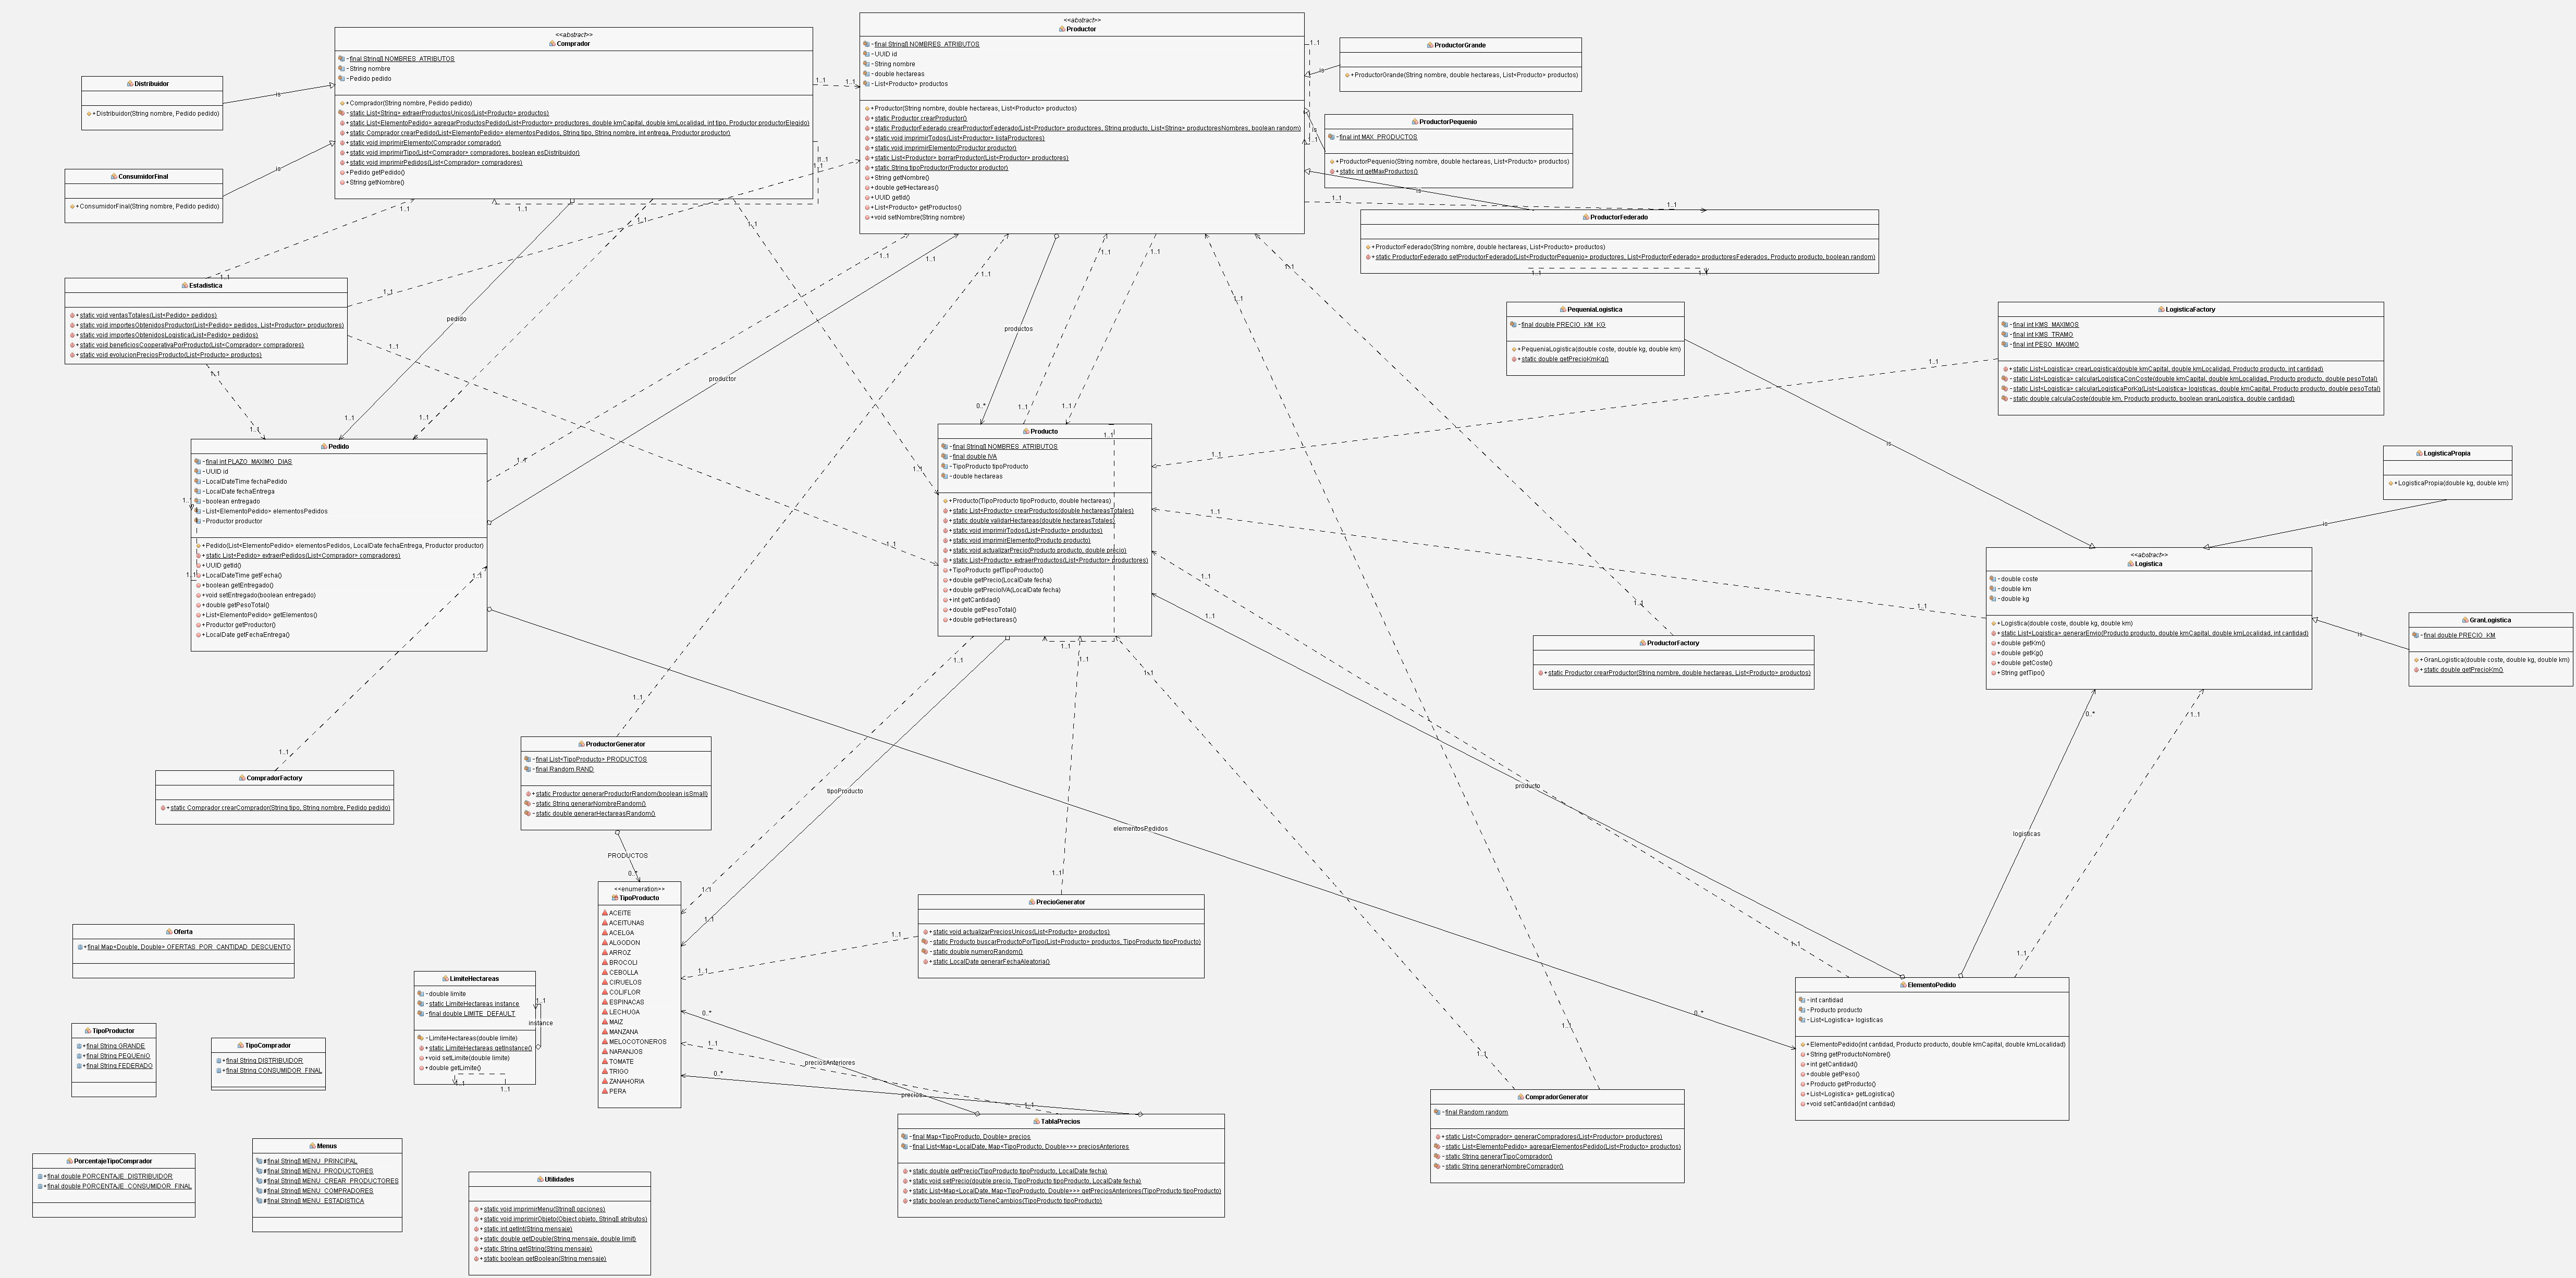 <<abstract>>
Comprador
-final String[] NOMBRES_ATRIBUTOS
-String nombre
-Pedido pedido
+Comprador(String nombre, Pedido pedido)
-static List<String> extraerProductosUnicos(List<Producto> productos)
+static List<ElementoPedido> agregarProductosPedido(List<Productor> productores, double kmCapital, double kmLocalidad, int tipo, Productor productorElegido)
+static Comprador crearPedido(List<ElementoPedido> elementosPedidos, String tipo, String nombre, int entrega, Productor productor)
+static void imprimirElemento(Comprador comprador)
+static void imprimirTipo(List<Comprador> compradores, boolean esDistribuidor)
+static void imprimirPedidos(List<Comprador> compradores)
+Pedido getPedido()
+String getNombre()
<<abstract>>
Productor
-final String[] NOMBRES_ATRIBUTOS
-UUID id
-String nombre
-double hectareas
-List<Producto> productos
+Productor(String nombre, double hectareas, List<Producto> productos)
+static Productor crearProductor()
+static ProductorFederado crearProductorFederado(List<Productor> productores, String producto, List<String> productoresNombres, boolean random)
+static void imprimirTodos(List<Productor> listaProductores)
+static void imprimirElemento(Productor productor)
+static List<Productor> borrarProductor(List<Productor> productores)
+static String tipoProductor(Productor productor)
+String getNombre()
+double getHectareas()
+UUID getId()
+List<Producto> getProductos()
+void setNombre(String nombre)
ProductorGrande
+ProductorGrande(String nombre, double hectareas, List<Producto> productos)
Distribuidor
+Distribuidor(String nombre, Pedido pedido)
is
ConsumidorFinal
+ConsumidorFinal(String nombre, Pedido pedido)
is
ProductorPequenio
-final int MAX_PRODUCTOS
+ProductorPequenio(String nombre, double hectareas, List<Producto> productos)
+static int getMaxProductos()
is
is
is
ProductorFederado
+ProductorFederado(String nombre, double hectareas, List<Producto> productos)
+static ProductorFederado setProductorFederado(List<ProductorPequenio> productores, List<ProductorFederado> productoresFederados, Producto producto, boolean random)
1..1
1..1
1..1
1..1
Estadistica
+static void ventasTotales(List<Pedido> pedidos)
+static void importesObtenidosProductor(List<Pedido> pedidos, List<Productor> productores)
+static void importesObtenidosLogistica(List<Pedido> pedidos)
+static void beneficiosCooperativaPorProducto(List<Comprador> compradores)
+static void evolucionPreciosProducto(List<Producto> productos)
pedido
productor
productos
PequeniaLogistica
-final double PRECIO_KM_KG
+PequeniaLogistica(double coste, double kg, double km)
+static double getPrecioKmKg()
LogisticaFactory
-final int KMS_MAXIMOS
-final int KMS_TRAMO
-final int PESO_MAXIMO
+static List<Logistica> crearLogistica(double kmCapital, double kmLocalidad, Producto producto, int cantidad)
-static List<Logistica> calcularLogisticaConCoste(double kmCapital, double kmLocalidad, Producto producto, double pesoTotal)
-static List<Logistica> calcularLogisticaPorKg(List<Logistica> logisticas, double kmCapital, Producto producto, double pesoTotal)
-static double calculaCoste(double km, Producto producto, boolean granLogistica, double cantidad)
1..1
1..1
0..*
Pedido
-final int PLAZO_MAXIMO_DIAS
-UUID id
-LocalDateTime fechaPedido
-LocalDate fechaEntrega
-boolean entregado
-List<ElementoPedido> elementosPedidos
-Productor productor
+Pedido(List<ElementoPedido> elementosPedidos, LocalDate fechaEntrega, Productor productor)
+static List<Pedido> extraerPedidos(List<Comprador> compradores)
+UUID getId()
+LocalDateTime getFecha()
+boolean getEntregado()
+void setEntregado(boolean entregado)
+double getPesoTotal()
+List<ElementoPedido> getElementos()
+Productor getProductor()
+LocalDate getFechaEntrega()
Producto
-final String[] NOMBRES_ATRIBUTOS
-final double IVA
-TipoProducto tipoProducto
-double hectareas
+Producto(TipoProducto tipoProducto, double hectareas)
+static List<Producto> crearProductos(double hectareasTotales)
+static double validarHectareas(double hectareasTotales)
+static void imprimirTodos(List<Producto> productos)
+static void imprimirElemento(Producto producto)
+static void actualizarPrecio(Producto producto, double precio)
+static List<Producto> extraerProductos(List<Productor> productores)
+TipoProducto getTipoProducto()
+double getPrecio(LocalDate fecha)
+double getPrecioIVA(LocalDate fecha)
+int getCantidad()
+double getPesoTotal()
+double getHectareas()
is
LogisticaPropia
+LogisticaPropia(double kg, double km)
is
<<abstract>>
Logistica
-double coste
-double km
-double kg
+Logistica(double coste, double kg, double km)
+static List<Logistica> generarEnvio(Producto producto, double kmCapital, double kmLocalidad, int cantidad)
+double getKm()
+double getKg()
+double getCoste()
+String getTipo()
is
GranLogistica
-final double PRECIO_KM
+GranLogistica(double coste, double kg, double km)
+static double getPrecioKm()
ProductorFactory
+static Productor crearProductor(String nombre, double hectareas, List<Producto> productos)
0..*
1..1
CompradorFactory
+static Comprador crearComprador(String tipo, String nombre, Pedido pedido)
ProductorGenerator
-final List<TipoProducto> PRODUCTOS
-final Random RAND
+static Productor generarProductorRandom(boolean isSmall)
-static String generarNombreRandom()
-static double generarHectareasRandom()
tipoProducto
producto
elementosPedidos
logisticas
PRODUCTOS
0..*
<<enumeration>>
TipoProducto
ACEITE
ACEITUNAS
ACELGA
ALGODON
ARROZ
BROCOLI
CEBOLLA
CIRUELOS
COLIFLOR
ESPINACAS
LECHUGA
MAIZ
MANZANA
MELOCOTONEROS
NARANJOS
TOMATE
TRIGO
ZANAHORIA
PERA
PrecioGenerator
+static void actualizarPreciosUnicos(List<Producto> productos)
-static Producto buscarProductoPorTipo(List<Producto> productos, TipoProducto tipoProducto)
-static double numeroRandom()
+static LocalDate generarFechaAleatoria()
Oferta
+final Map<Double, Double> OFERTAS_POR_CANTIDAD_DESCUENTO
LimiteHectareas
-double limite
-static LimiteHectareas instance
-final double LIMITE_DEFAULT
-LimiteHectareas(double limite)
+static LimiteHectareas getInstance()
+void setLimite(double limite)
+double getLimite()
instance
1..1
1..1
1..1
ElementoPedido
-int cantidad
-Producto producto
-List<Logistica> logisticas
+ElementoPedido(int cantidad, Producto producto, double kmCapital, double kmLocalidad)
+String getProductoNombre()
+int getCantidad()
+double getPeso()
+Producto getProducto()
+List<Logistica> getLogistica()
+void setCantidad(int cantidad)
0..*
TipoProductor
+final String GRANDE
+final String PEQUEniO
+final String FEDERADO
TipoComprador
+final String DISTRIBUIDOR
+final String CONSUMIDOR_FINAL
0..*
1..1
preciosAnteriores
0..*
precios
1..1
CompradorGenerator
-final Random random
+static List<Comprador> generarCompradores(List<Productor> productores)
-static List<ElementoPedido> agregarElementosPedido(List<Producto> productos)
-static String generarTipoComprador()
-static String generarNombreComprador()
TablaPrecios
-final Map<TipoProducto, Double> precios
-final List<Map<LocalDate, Map<TipoProducto, Double>>> preciosAnteriores
+static double getPrecio(TipoProducto tipoProducto, LocalDate fecha)
+static void setPrecio(double precio, TipoProducto tipoProducto, LocalDate fecha)
+static List<Map<LocalDate, Map<TipoProducto, Double>>> getPreciosAnteriores(TipoProducto tipoProducto)
+static boolean productoTieneCambios(TipoProducto tipoProducto)
PorcentajeTipoComprador
+final double PORCENTAJE_DISTRIBUIDOR
+final double PORCENTAJE_CONSUMIDOR_FINAL
Menus
#final String[] MENU_PRINCIPAL
#final String[] MENU_PRODUCTORES
#final String[] MENU_CREAR_PRODUCTORES
#final String[] MENU_COMPRADORES
#final String[] MENU_ESTADISTICA
Utilidades
+static void imprimirMenu(String[] opciones)
+static void imprimirObjeto(Object objeto, String[] atributos)
+static int getInt(String mensaje)
+static double getDouble(String mensaje, double limit)
+static String getString(String mensaje)
+static boolean getBoolean(String mensaje)